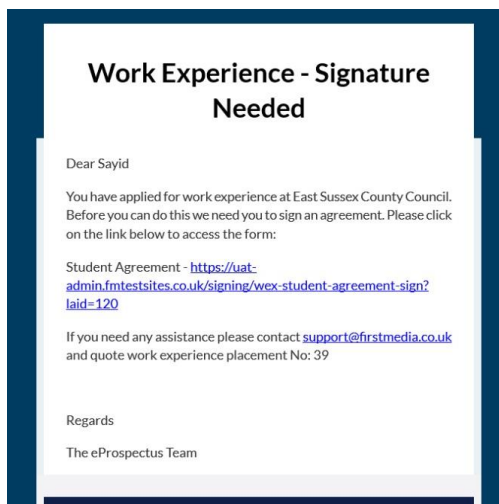 Work Experience - Signature
Needed
Dear Sayid
You have applied for work experience at East Sussex County Council.
Before you can do this we need you to sign an agreement. Please click
on the link below to access the form:
Student Agreement - https://uat-
admin.fmtestsites.co.uk/signing/wex-student-agreement-sign?
laid=120
If you need any assistance please contact support@firstmedia.co.uk
and quote work experience placement No: 39
Regards
The eProspectus Team